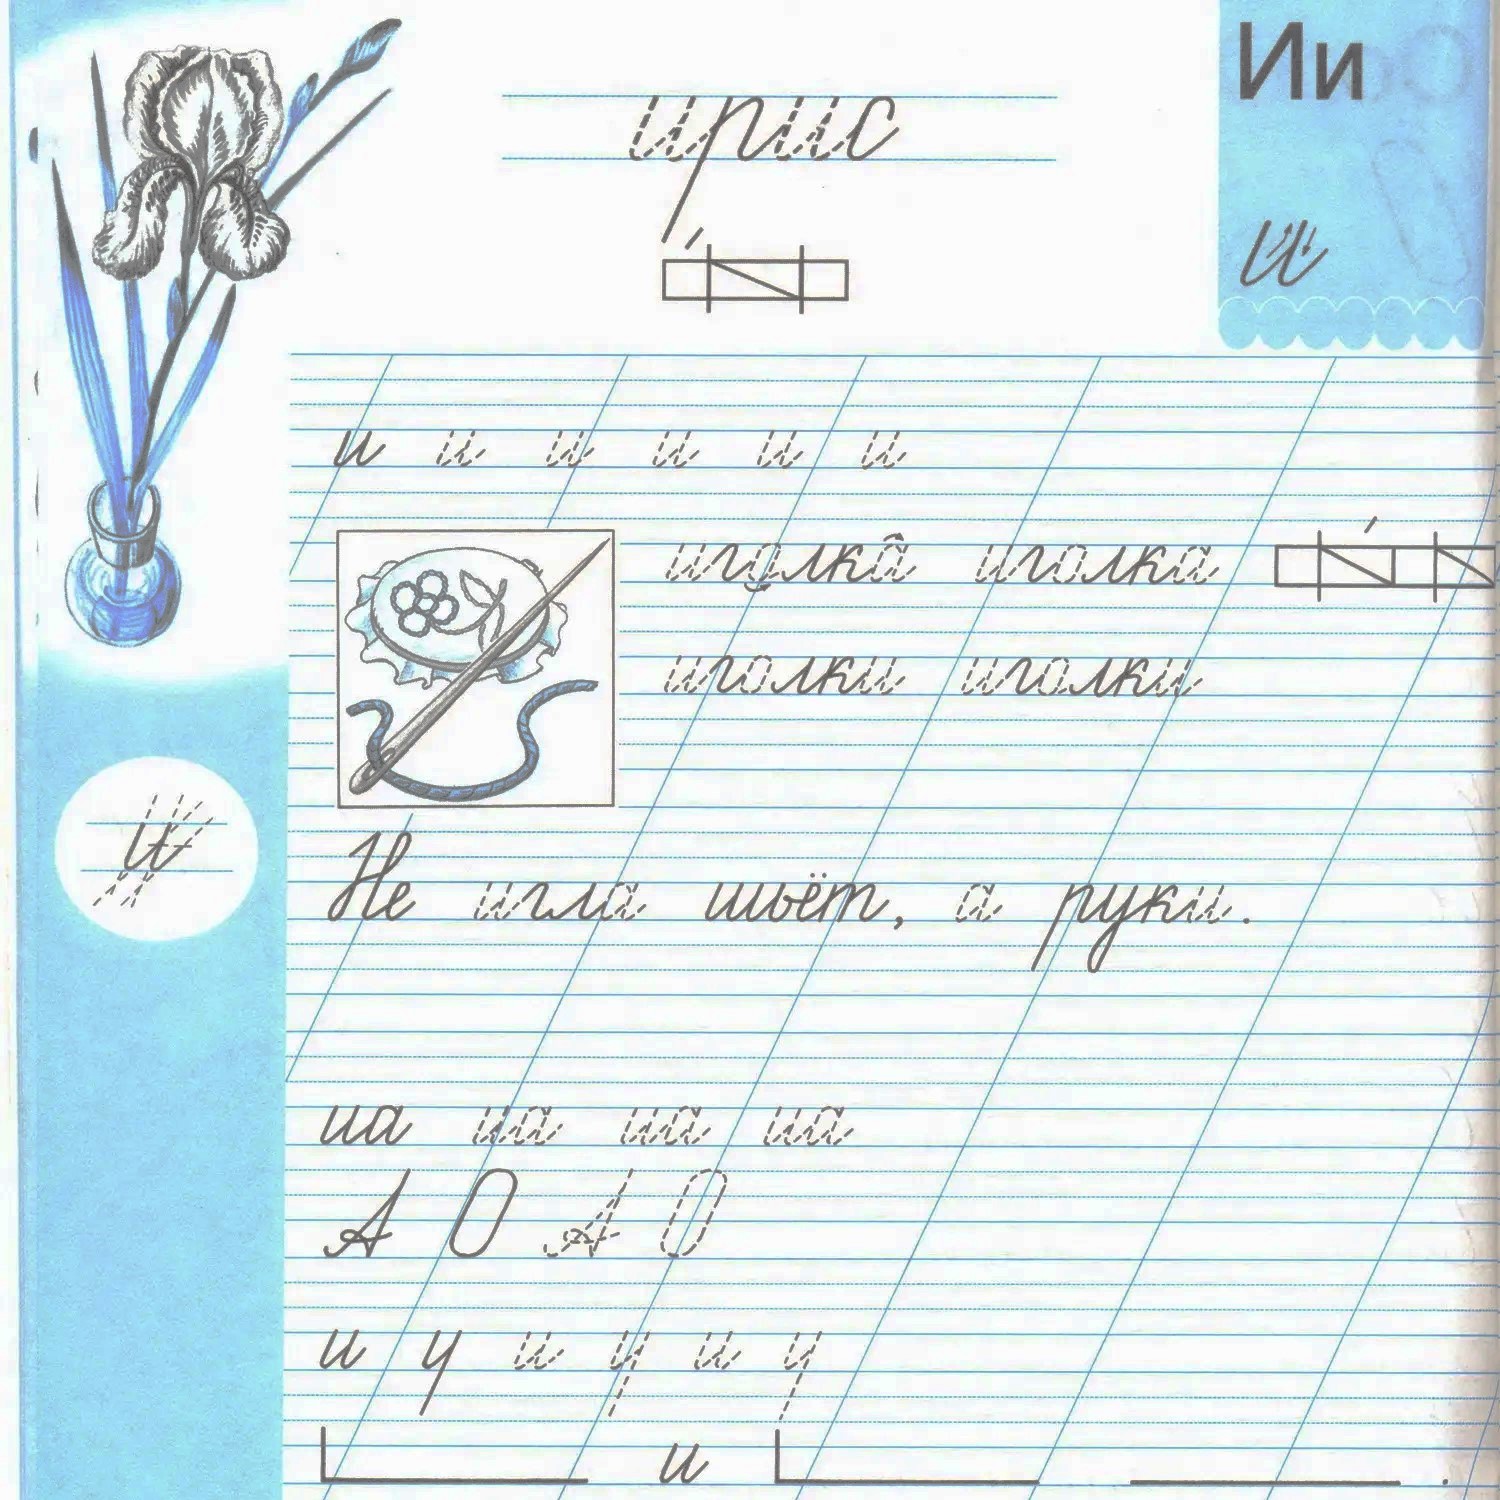 Ии
ирис
и
и и и и и и
иголка иголка
иголки иголки
и
Не игла шьёт, а руки.
иа иа иа иа
А О А О
и у и у и у
и .